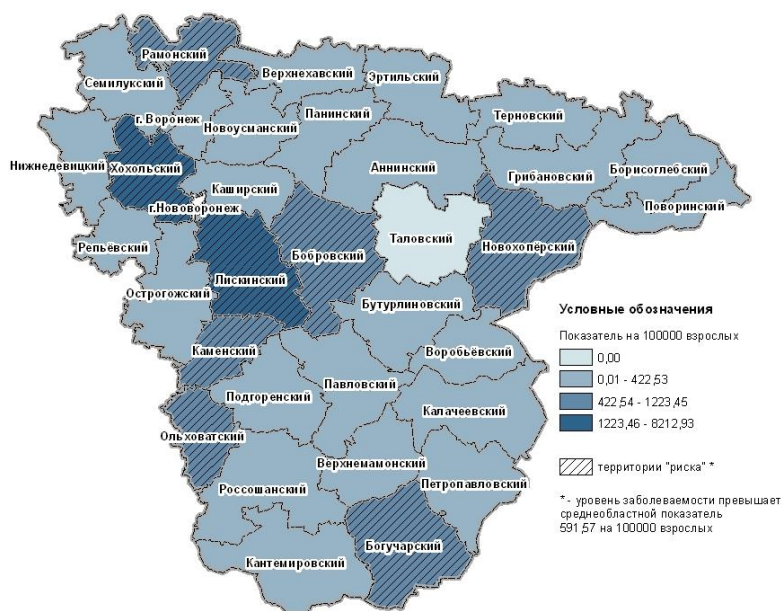 Рамонский
Семилукский
Верхнехавский
Эртильский
г. Воронеж
Новоусманский
Панинский
Терновский
Нижнедевицкий
Хохольский
Аннинский
Грибановский
Борисоглебский
Каширский
Поворинский
г.Нововоронеж
Репьёвский
Бобровский
Таловский
Новохопёрский
Лискинский
Острогожский
Бутурлиновский
Каменский
Воробьёвский
Подгоренский
Павловский
Калачеевский
Ольховатский
Верхнемамонский
Россошанский
Петропавловский
Богучарский
Кантемировский
Условные обозначения
Показатель на 100000 взрослых
0,00
0,01 - 422,53
422,54 - 1223,45
1223,46 - 8212,93
территории "риска" *
* - уровень заболеваемости превышает
среднеобластной показатель
591,57 на 100000 взрослых